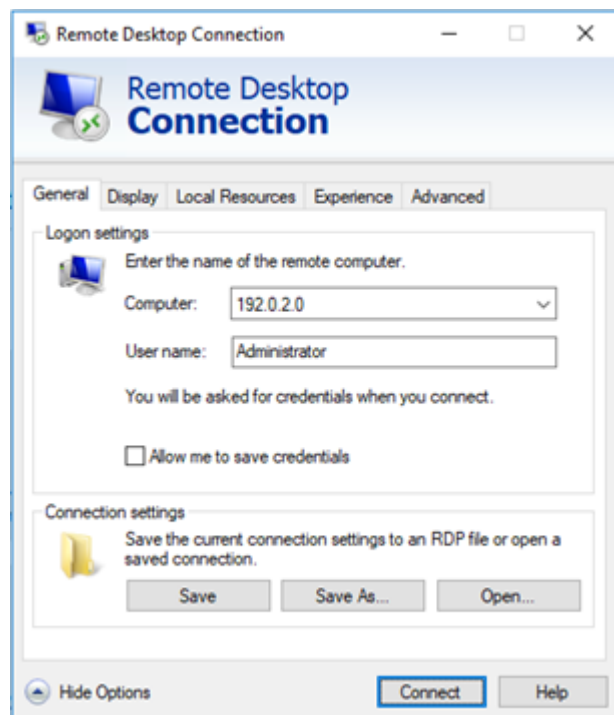 Remote Desktop Connection
Remote Desktop
Connection
General Display Local Resources Experience Advanced
Logon settings
Enter the name of the remote computer.
Computer: 192.0.2.0
User name: Administrator
You will be asked for credentials when you connect.
Allow me to save credentials
Connection settings
Save the current connection settings to an RDP file or open a
saved connection.
Save Save As... Open...
Hide Options Connect Help